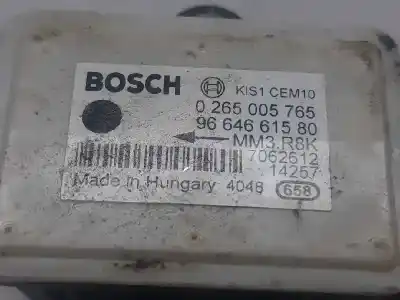 BOSCH KIS1 CEM10
0 265 005 765
96 646 615 80
MM3.R8K
7062612
14257
Made in Hungary 4048 658